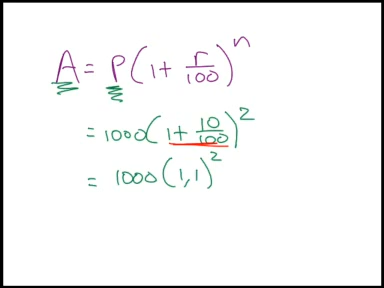 A = P(1 + r/100)^n
= 1000(1 + 10/100)^2
= 1000(1,1)^2